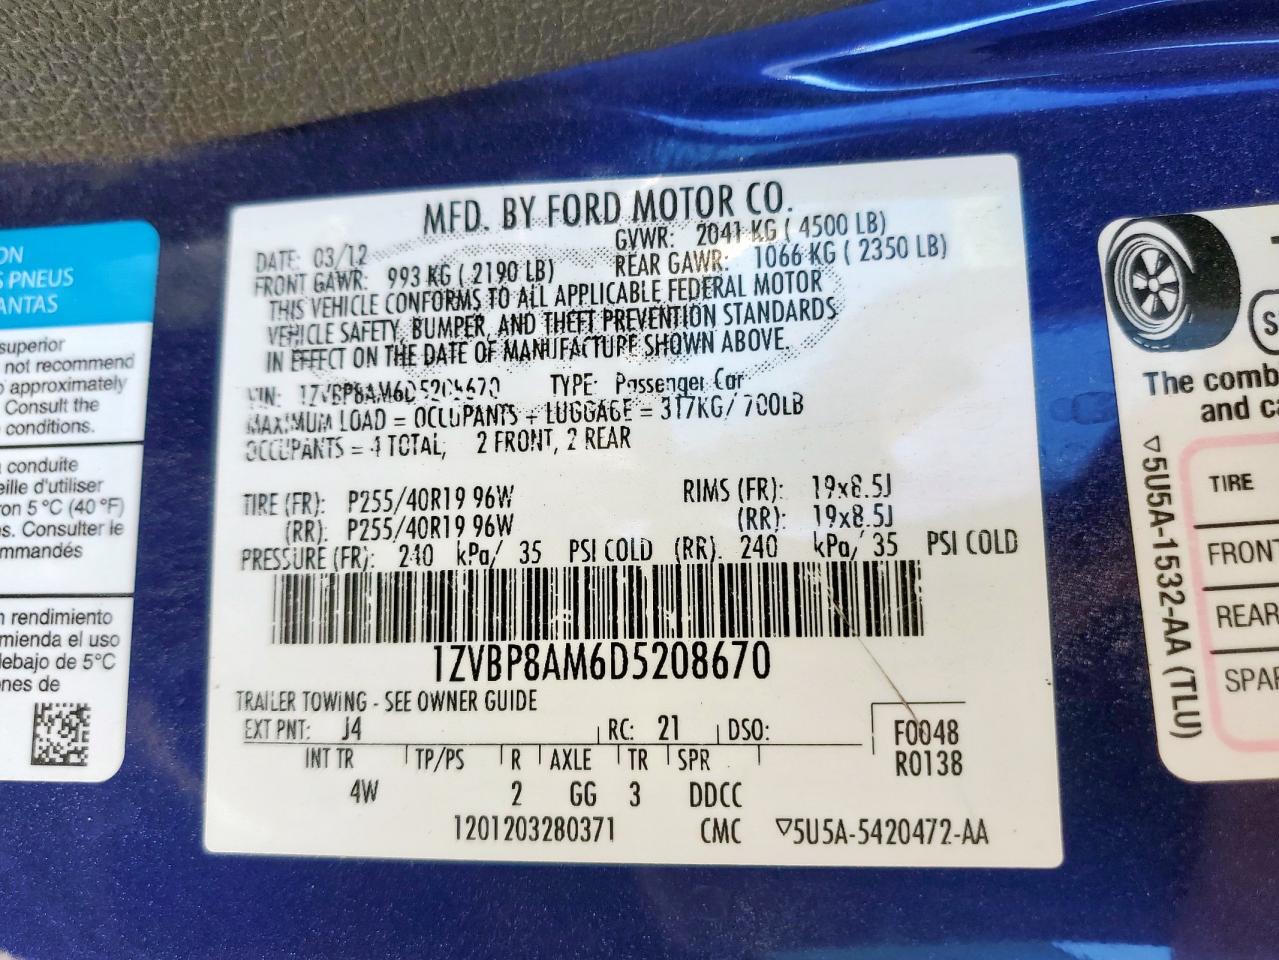 ON
S PNEUS
ANTAS
superior
not recommend
approximately
Consult the
conditions.
conduite
eille d'utiliser
ron 5 °C (40 °F)
s. Consulter le
mmandés
n rendimiento
mienda el uso
debajo de 5°C
nes de
MFD. BY FORD MOTOR CO.
DATE: 03/12 GVWR: 2041 KG ( 4500 LB)
FRONT GAWR: 993 KG ( 2190 LB) REAR GAWR: 1066 KG ( 2350 LB)
THIS VEHICLE CONFORMS TO ALL APPLICABLE FEDERAL MOTOR
VEHICLE SAFETY, BUMPER, AND THEFT PREVENTION STANDARDS
IN EFFECT ON THE DATE OF MANUFACTURE SHOWN ABOVE.
VIN: 1ZVBP8AM6D5208670 TYPE: Passenger Car
MAXIMUM LOAD = OCCUPANTS + LUGGAGE = 317KG/ 700LB
OCCUPANTS = 4 TOTAL, 2 FRONT, 2 REAR
TIRE (FR): P255/40R19 96W RIMS (FR): 19x8.5J
(RR): P255/40R19 96W (RR): 19x8.5J
PRESSURE (FR): 240 kPa/ 35 PSI COLD (RR). 240 kPa/ 35 PSI COLD
1ZVBP8AM6D5208670
TRAILER TOWING - SEE OWNER GUIDE
EXT PNT: J4 RC: 21 DSO: F0048
INT TR TP/PS R AXLE TR SPR R0138
4W 2 GG 3 DDCC
1201203280371 CMC ▽5U5A-5420472-AA
The comb
and ca
TIRE
FRONT
REAR
SPAR
▽5U5A-1532-AA (TLU)